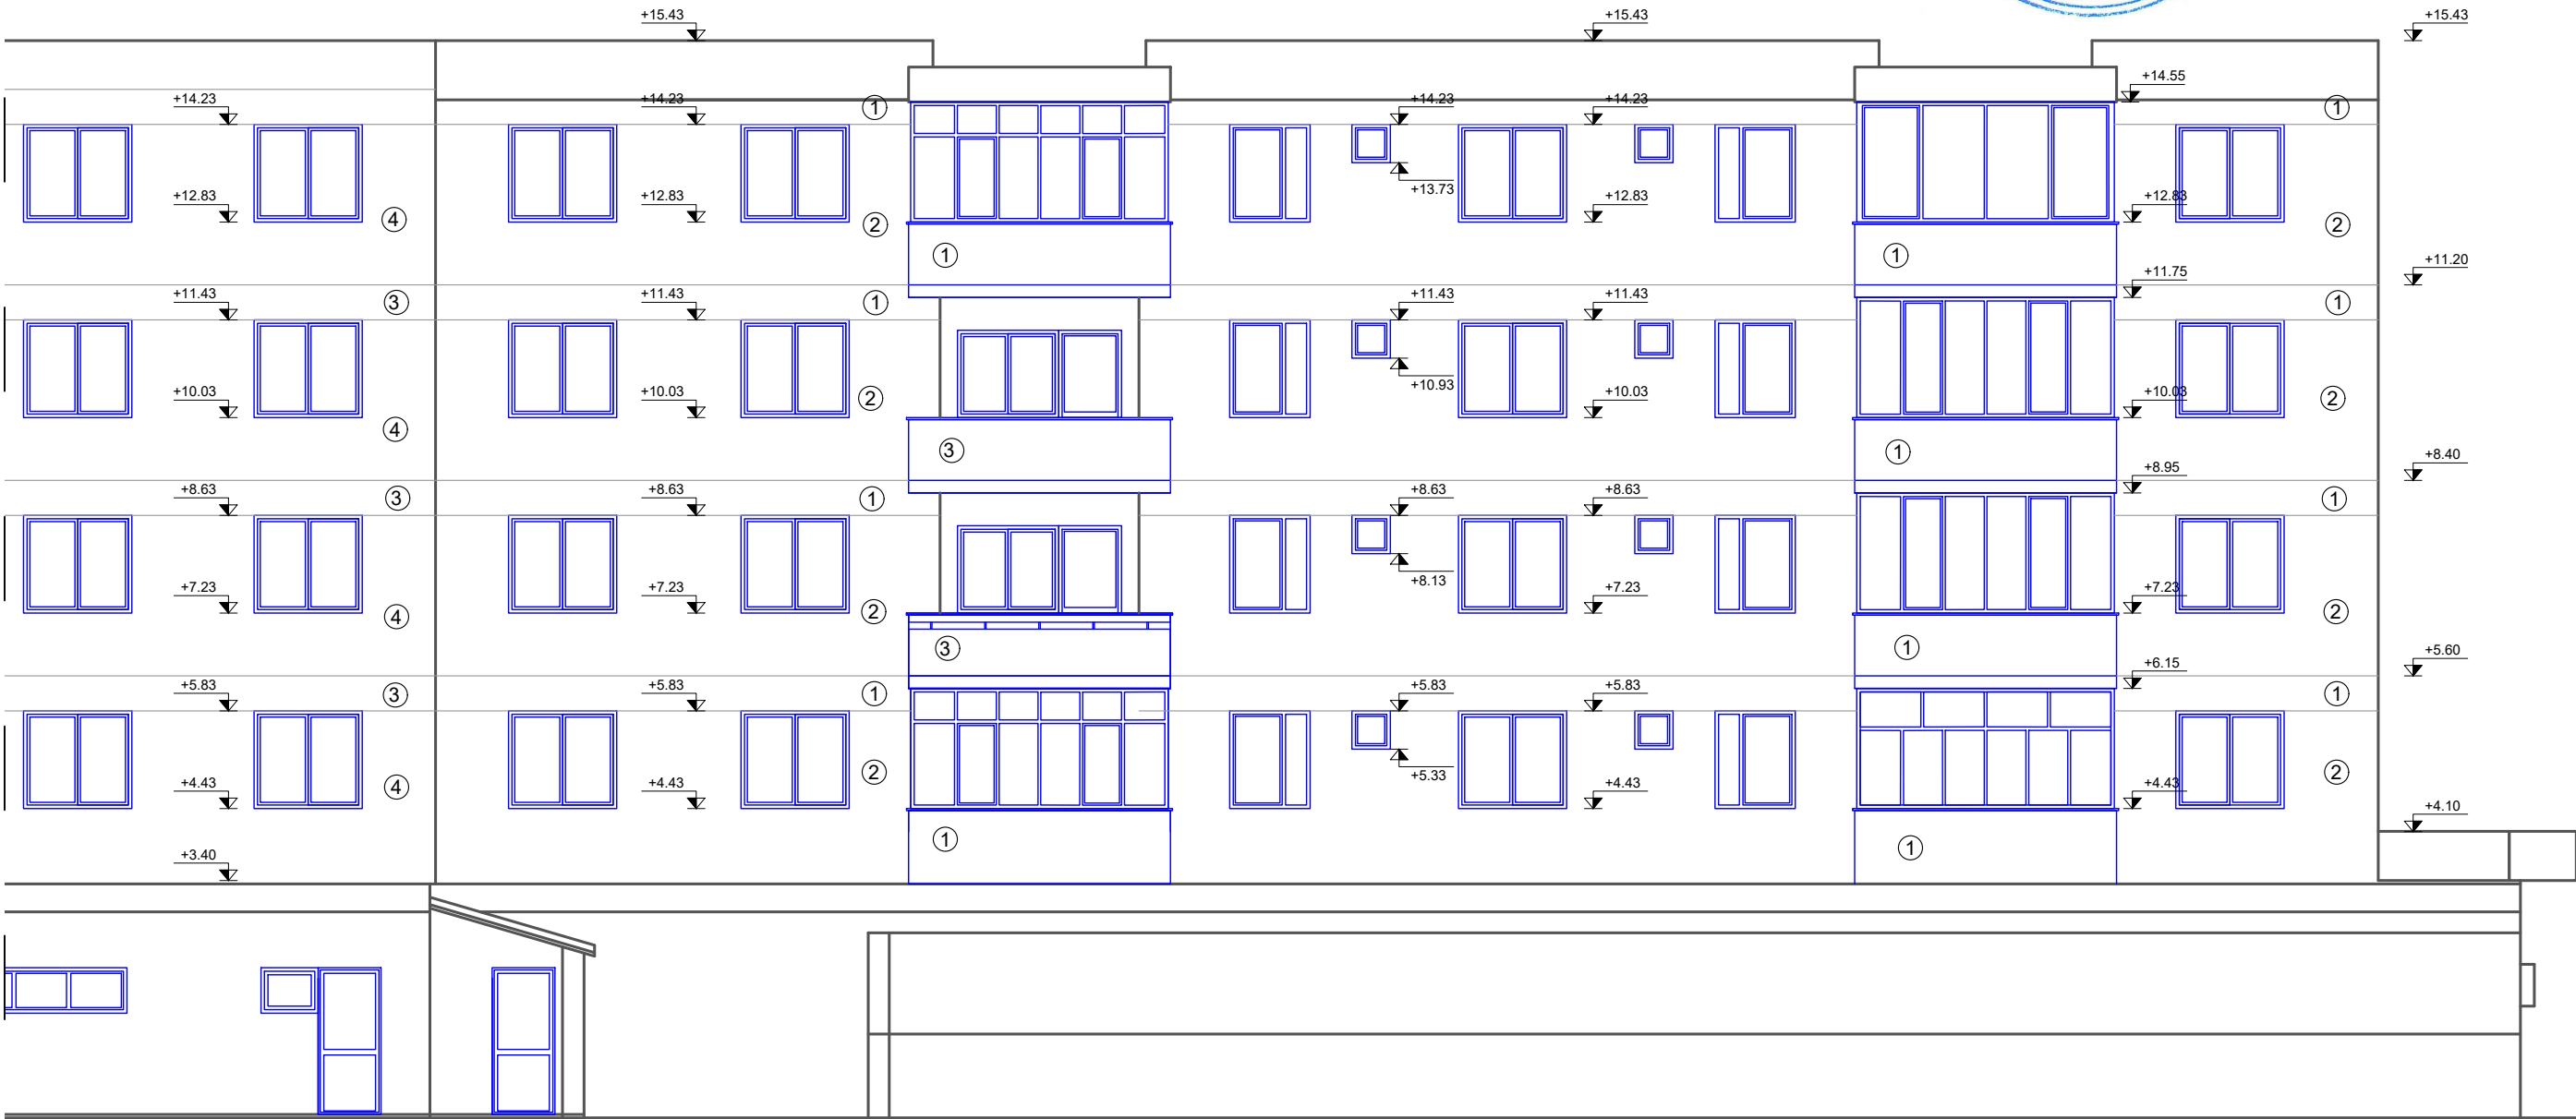 +15.43 +15.43 +15.43
+14.55
+14.23 +14.23 1 +14.23 +14.23 1
+13.73
+12.83 +12.83 +12.83 +12.83
4 2 2
1 1
+11.20
+11.75
3 1 1
+11.43 +11.43 +11.43 +11.43
+10.93
+10.03 +10.03 +10.03 +10.03
2 2
4
3 1
+8.40
+8.95
+8.63 +8.63 +8.63 +8.63
3 1 1
+8.13
+7.23 +7.23 +7.23 +7.23
4 2 2
3 1
+5.60
+6.15
+5.83 +5.83 +5.83 +5.83
3 1 1
+5.33
4 2 2
+4.43 +4.43 +4.43 +4.43
+4.10
1 1
+3.40